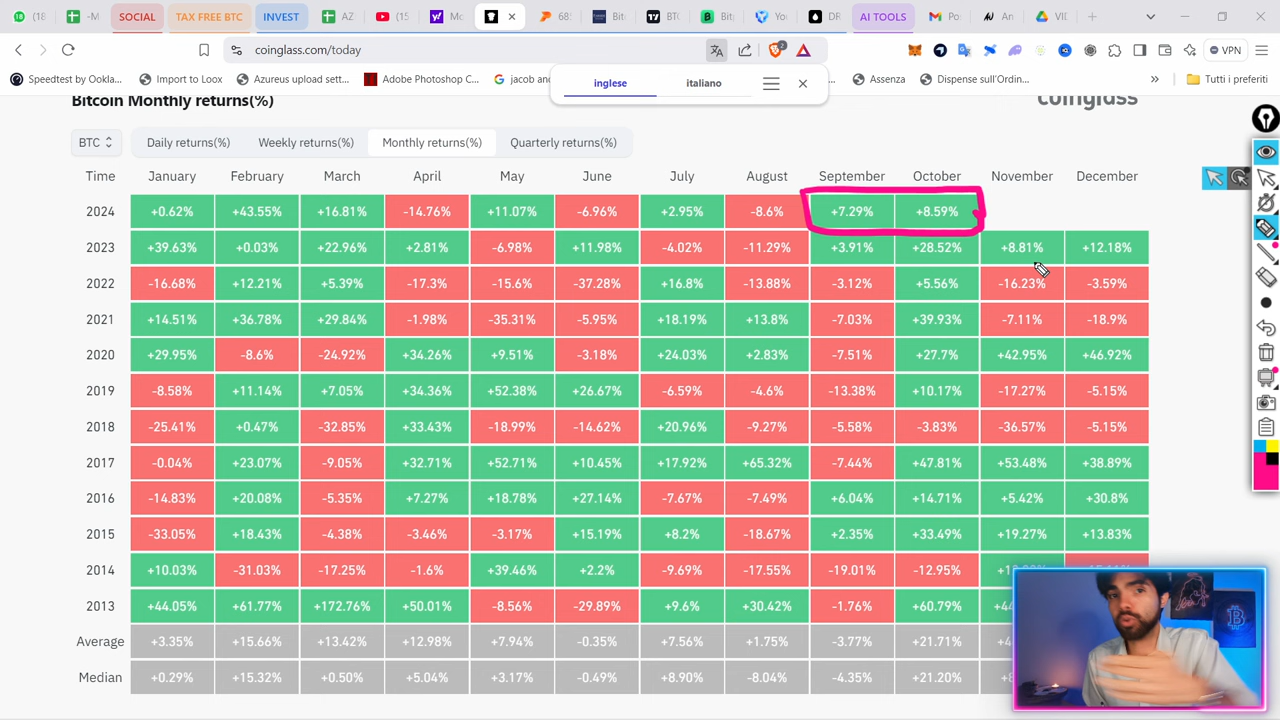 (18 SOCIAL -M TAX FREE BTC INVEST AZ (15 Mo 68: Bit BTC Bit Yo DR AI TOOLS Po An VID
coinglass.com/today VPN
Speedtest by Ookla... Import to Loox Azureus upload sett... Adobe Photoshop C... jacob and inglese italiano Assenza Dispense sull'Ordin... Tutti i preferiti
Bitcoin Monthly returns(%) coinglass
BTC Daily returns(%) Weekly returns(%) Monthly returns(%) Quarterly returns(%)
Time January February March April May June July August September October November December
2024 +0.62% +43.55% +16.81% -14.76% +11.07% -6.96% +2.95% -8.6% +7.29% +8.59%
2023 +39.63% +0.03% +22.96% +2.81% -6.98% +11.98% -4.02% -11.29% +3.91% +28.52% +8.81% +12.18%
2022 -16.68% +12.21% +5.39% -17.3% -15.6% -37.28% +16.8% -13.88% -3.12% +5.56% -16.23% -3.59%
2021 +14.51% +36.78% +29.84% -1.98% -35.31% -5.95% +18.19% +13.8% -7.03% +39.93% -7.11% -18.9%
2020 +29.95% -8.6% -24.92% +34.26% +9.51% -3.18% +24.03% +2.83% -7.51% +27.7% +42.95% +46.92%
2019 -8.58% +11.14% +7.05% +34.36% +52.38% +26.67% -6.59% -4.6% -13.38% +10.17% -17.27% -5.15%
2018 -25.41% +0.47% -32.85% +33.43% -18.99% -14.62% +20.96% -9.27% -5.58% -3.83% -36.57% -5.15%
2017 -0.04% +23.07% -9.05% +32.71% +52.71% +10.45% +17.92% +65.32% -7.44% +47.81% +53.48% +38.89%
2016 -14.83% +20.08% -5.35% +7.27% +18.78% +27.14% -7.67% -7.49% +6.04% +14.71% +5.42% +30.8%
2015 -33.05% +18.43% -4.38% -3.46% -3.17% +15.19% +8.2% -18.67% +2.35% +33.49% +19.27% +13.83%
2014 +10.03% -31.03% -17.25% -1.6% +39.46% +2.2% -9.69% -17.55% -19.01% -12.95%
2013 +44.05% +61.77% +172.76% +50.01% -8.56% -29.89% +9.6% +30.42% -1.76% +60.79%
Average +3.35% +15.66% +13.42% +12.98% +7.94% -0.35% +7.56% +1.75% -3.77% +21.71%
Median +0.29% +15.32% +0.50% +5.04% +3.17% -0.49% +8.90% -8.04% -4.35% +21.20%